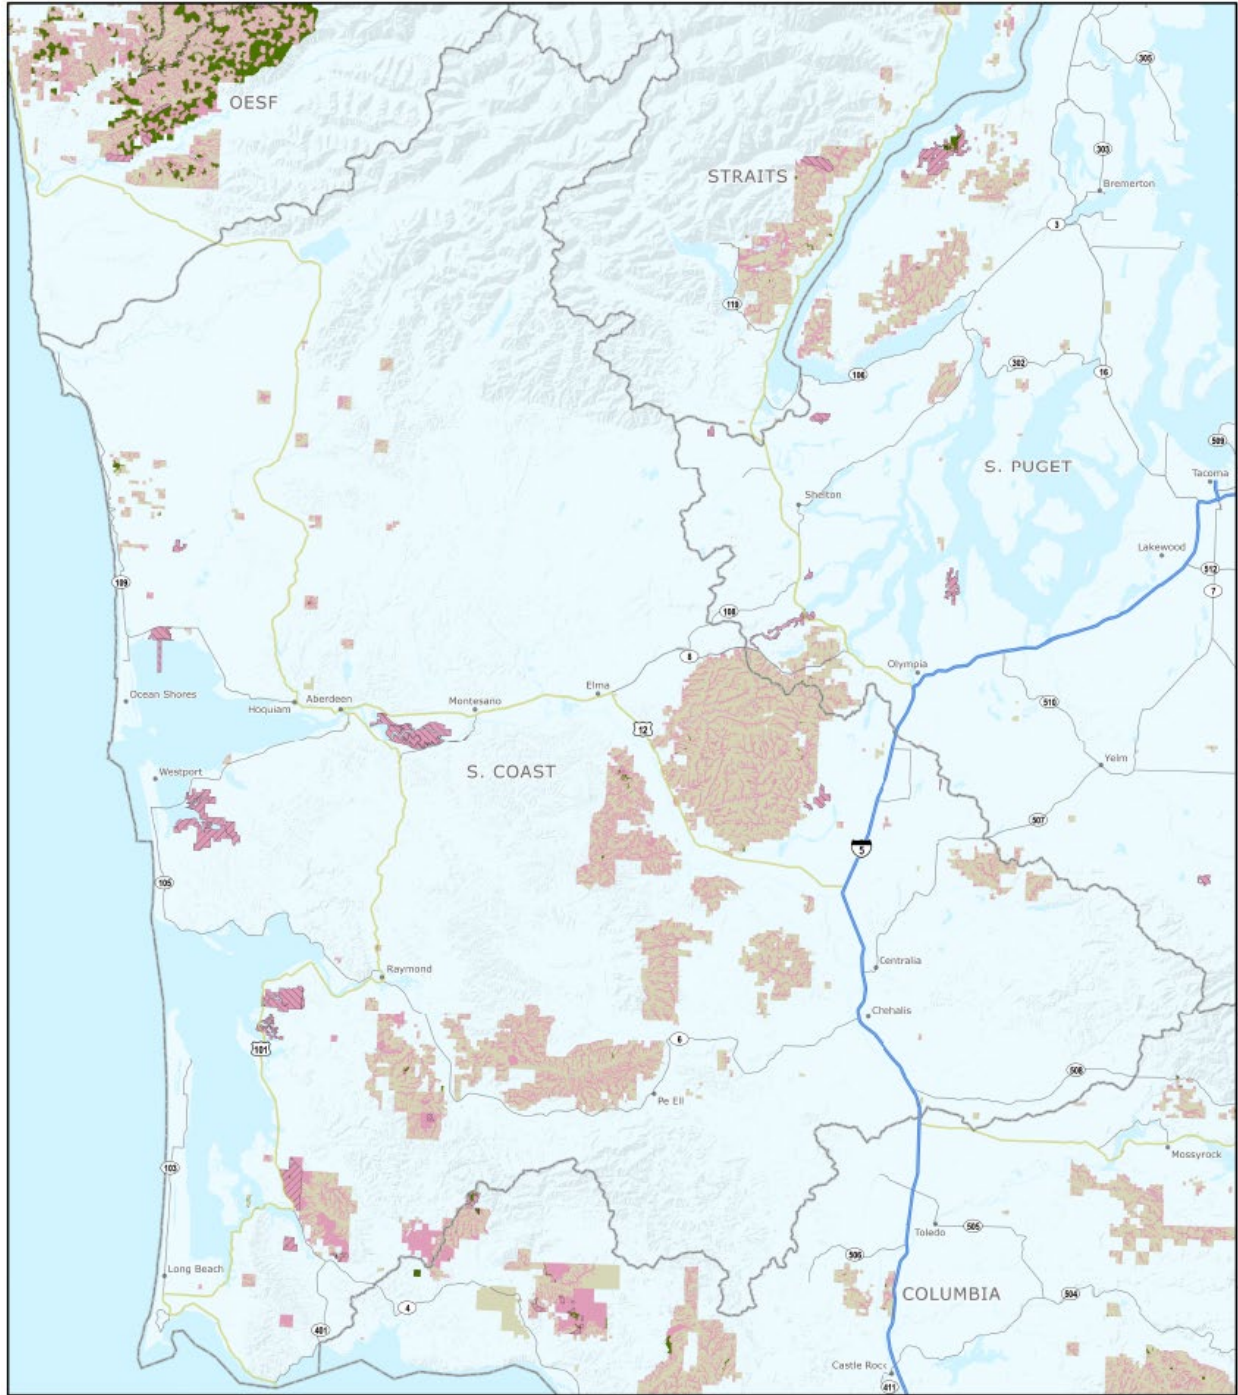 305
OESF
303
STRAITS
Bremerton
3
119
302
106
16
509
S. PUGET
Tacoma
Shelton
Lakewood
109
512
7
108
8
Olympia
Elma
Ocean Shores
Aberdeen
Montesano
Hoquiam
510
12
Yelm
S. COAST
Westport
507
5
105
Centralia
Raymond
Chehalis
6
101
508
Pe Ell
Mossyrock
103
505
Toledo
506
Long Beach
COLUMBIA
504
4
401
Castle Rock
411